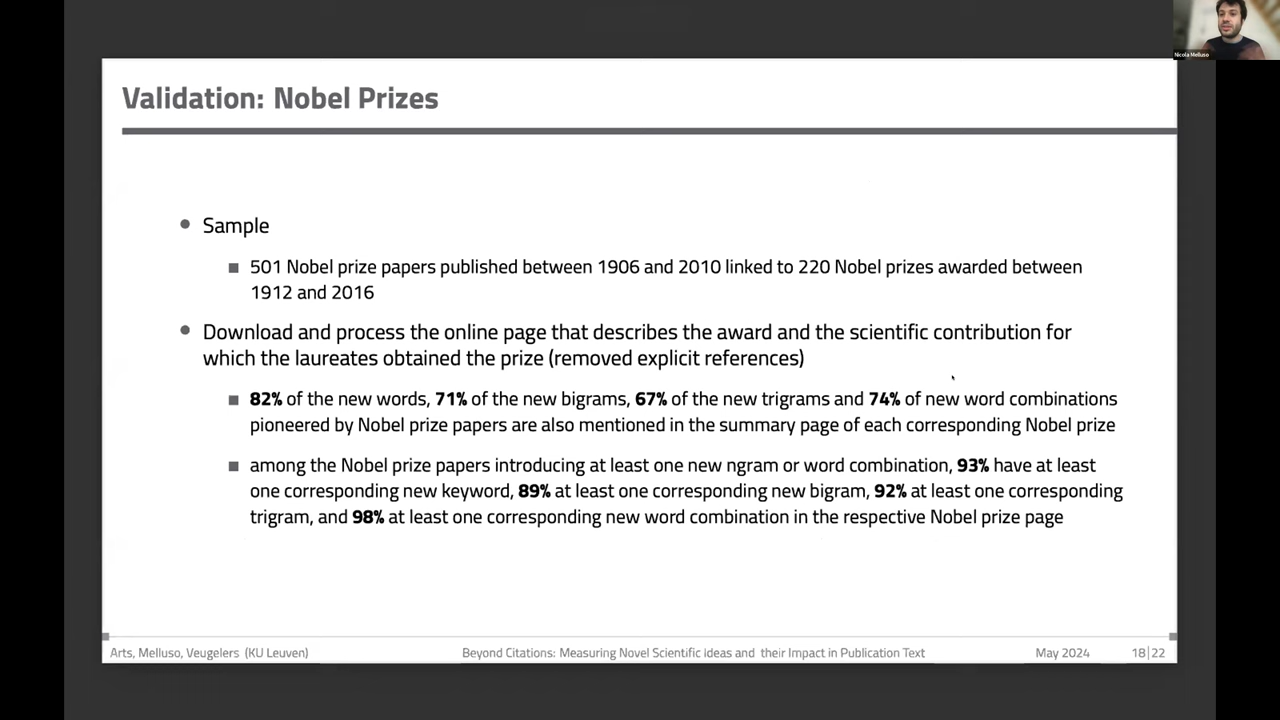 Nicola Melluso
Validation: Nobel Prizes
Sample
501 Nobel prize papers published between 1906 and 2010 linked to 220 Nobel prizes awarded between
1912 and 2016
Download and process the online page that describes the award and the scientific contribution for
which the laureates obtained the prize (removed explicit references)
82% of the new words, 71% of the new bigrams, 67% of the new trigrams and 74% of new word combinations
pioneered by Nobel prize papers are also mentioned in the summary page of each corresponding Nobel prize
among the Nobel prize papers introducing at least one new ngram or word combination, 93% have at least
one corresponding new keyword, 89% at least one corresponding new bigram, 92% at least one corresponding
trigram, and 98% at least one corresponding new word combination in the respective Nobel prize page
Arts, Melluso, Veugelers (KU Leuven)
Beyond Citations: Measuring Novel Scientific ideas and their Impact in Publication Text
May 2024
18|22